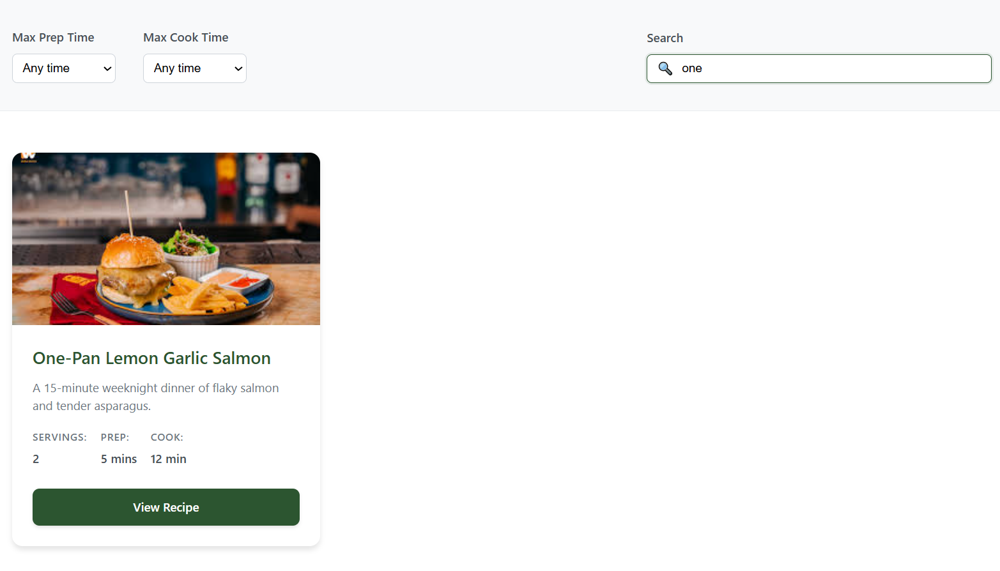 Max Prep Time
Max Cook Time
Search
Any time
Any time
one
One-Pan Lemon Garlic Salmon
A 15-minute weeknight dinner of flaky salmon
and tender asparagus.
SERVINGS: PREP: COOK:
2 5 mins 12 min
View Recipe